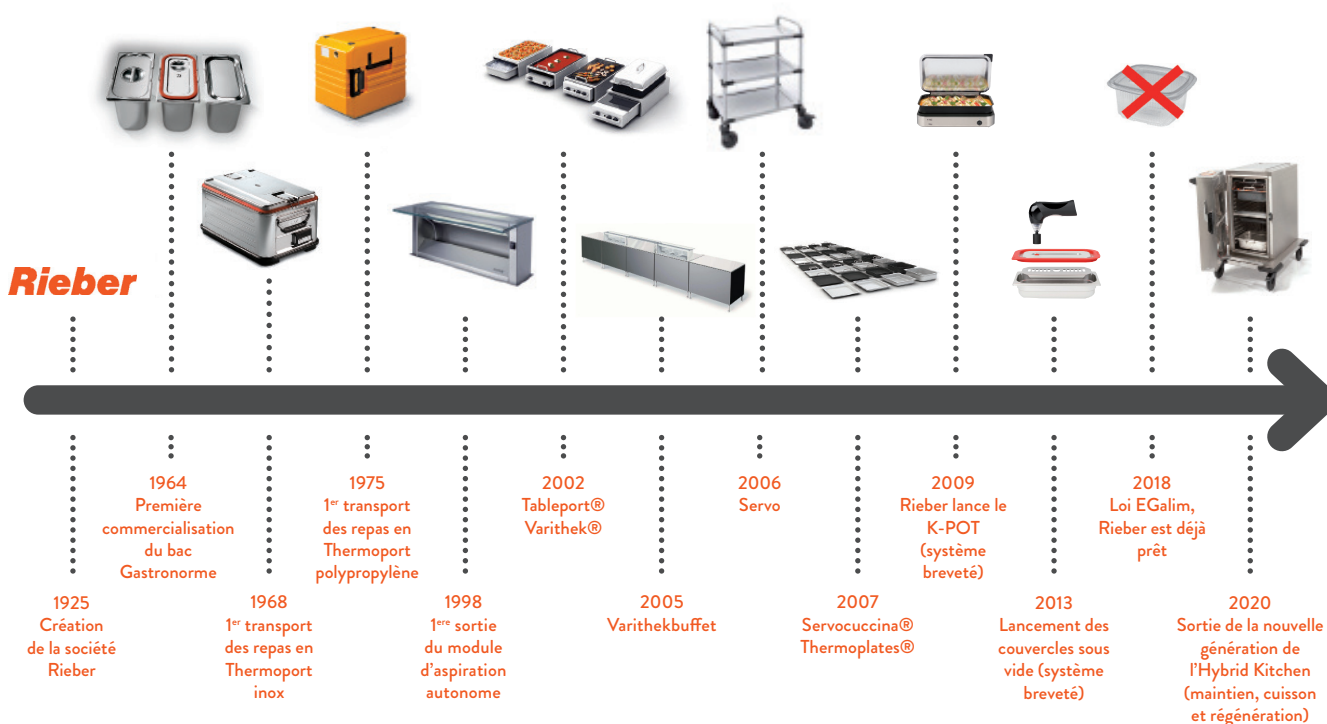 Rieber
1925
Création
de la société
Rieber
1964
Première
commercialisation
du bac
Gastronorme
1968
1er transport
des repas en
Thermoport
inox
1975
1er transport
des repas en
Thermoport
polypropylène
1998
1ere sortie
du module
d'aspiration
autonome
2002
Tableport®
Varithek®
2005
Varithekbuffet
2006
Servo
2007
Servocuccina®
Thermoplates®
2009
Rieber lance le
K-POT
(système
breveté)
2013
Lancement des
couvercles sous
vide (système
breveté)
2018
Loi EGalim,
Rieber est déjà
prêt
2020
Sortie de la nouvelle
génération de
l'Hybrid Kitchen
(maintien, cuisson
et régénération)